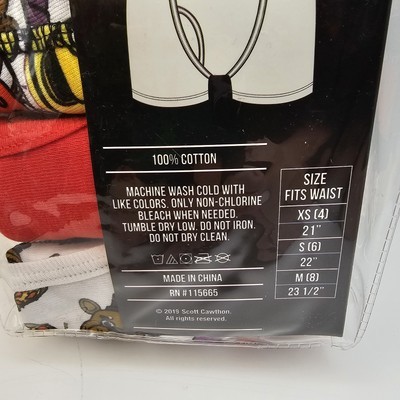 100% COTTON
MACHINE WASH COLD WITH
LIKE COLORS. ONLY NON-CHLORINE
BLEACH WHEN NEEDED.
TUMBLE DRY LOW. DO NOT IRON.
DO NOT DRY CLEAN.
MADE IN CHINA
RN #115665
© 2019 Scott Cawthon.
All rights reserved.
SIZE
FITS WAIST
XS (4)
21"
S (6)
22"
M (8)
23 1/2"